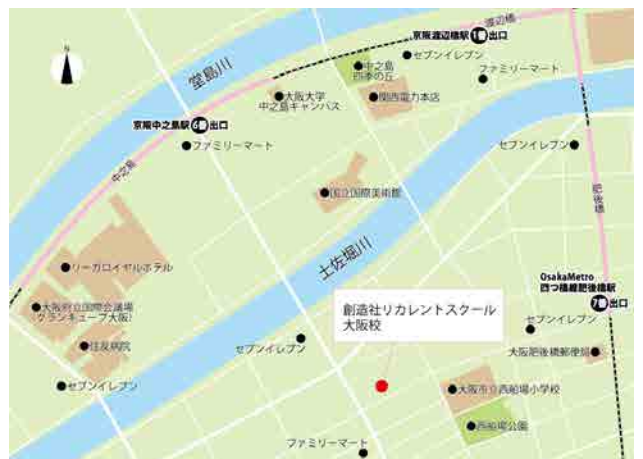 渡辺橋
京阪渡辺橋駅 1番 出口
セブンイレブン
中之島
四季の丘
ファミリーマート
N
堂島川
大阪大学
中之島キャンパス
関西電力本店
京阪中之島駅 6番 出口
ファミリーマート
セブンイレブン
中之島
国立国際美術館
肥後橋
土佐堀川
リーガロイヤルホテル
OsakaMetro
四つ橋線肥後橋駅
7番 出口
大阪府立国際会議場
(グランキューブ大阪)
創造社リカレントスクール
大阪校
セブンイレブン
住友病院
セブンイレブン
大阪肥後橋郵便局
セブンイレブン
大阪市立西船場小学校
西船場公園
ファミリーマート